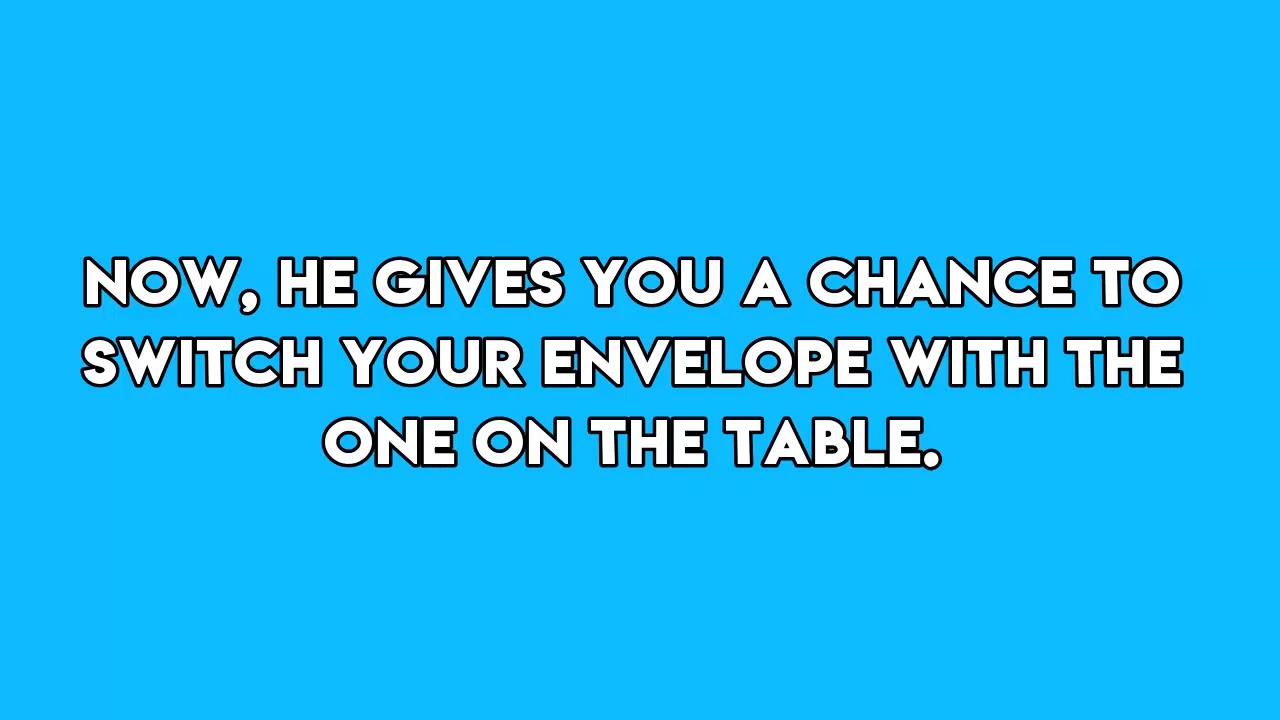 NOW, HE GIVES YOU A CHANCE TO
SWITCH YOUR ENVELOPE WITH THE
ONE ON THE TABLE.